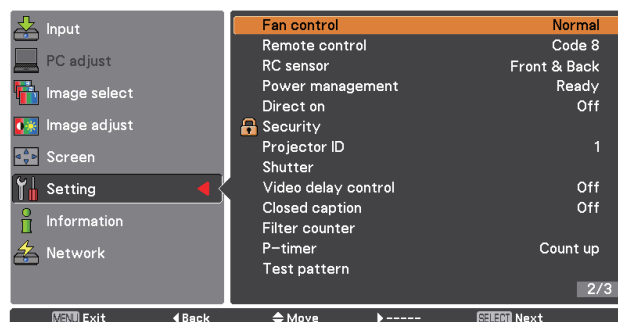 Input
PC adjust
Image select
Image adjust
Screen
Setting
Information
Network
Fan control Normal
Remote control Code 8
RC sensor Front & Back
Power management Ready
Direct on Off
Security
Projector ID 1
Shutter
Video delay control Off
Closed caption Off
Filter counter
P-timer Count up
Test pattern
2/3
MENU Exit Back Move ----- SELECT Next